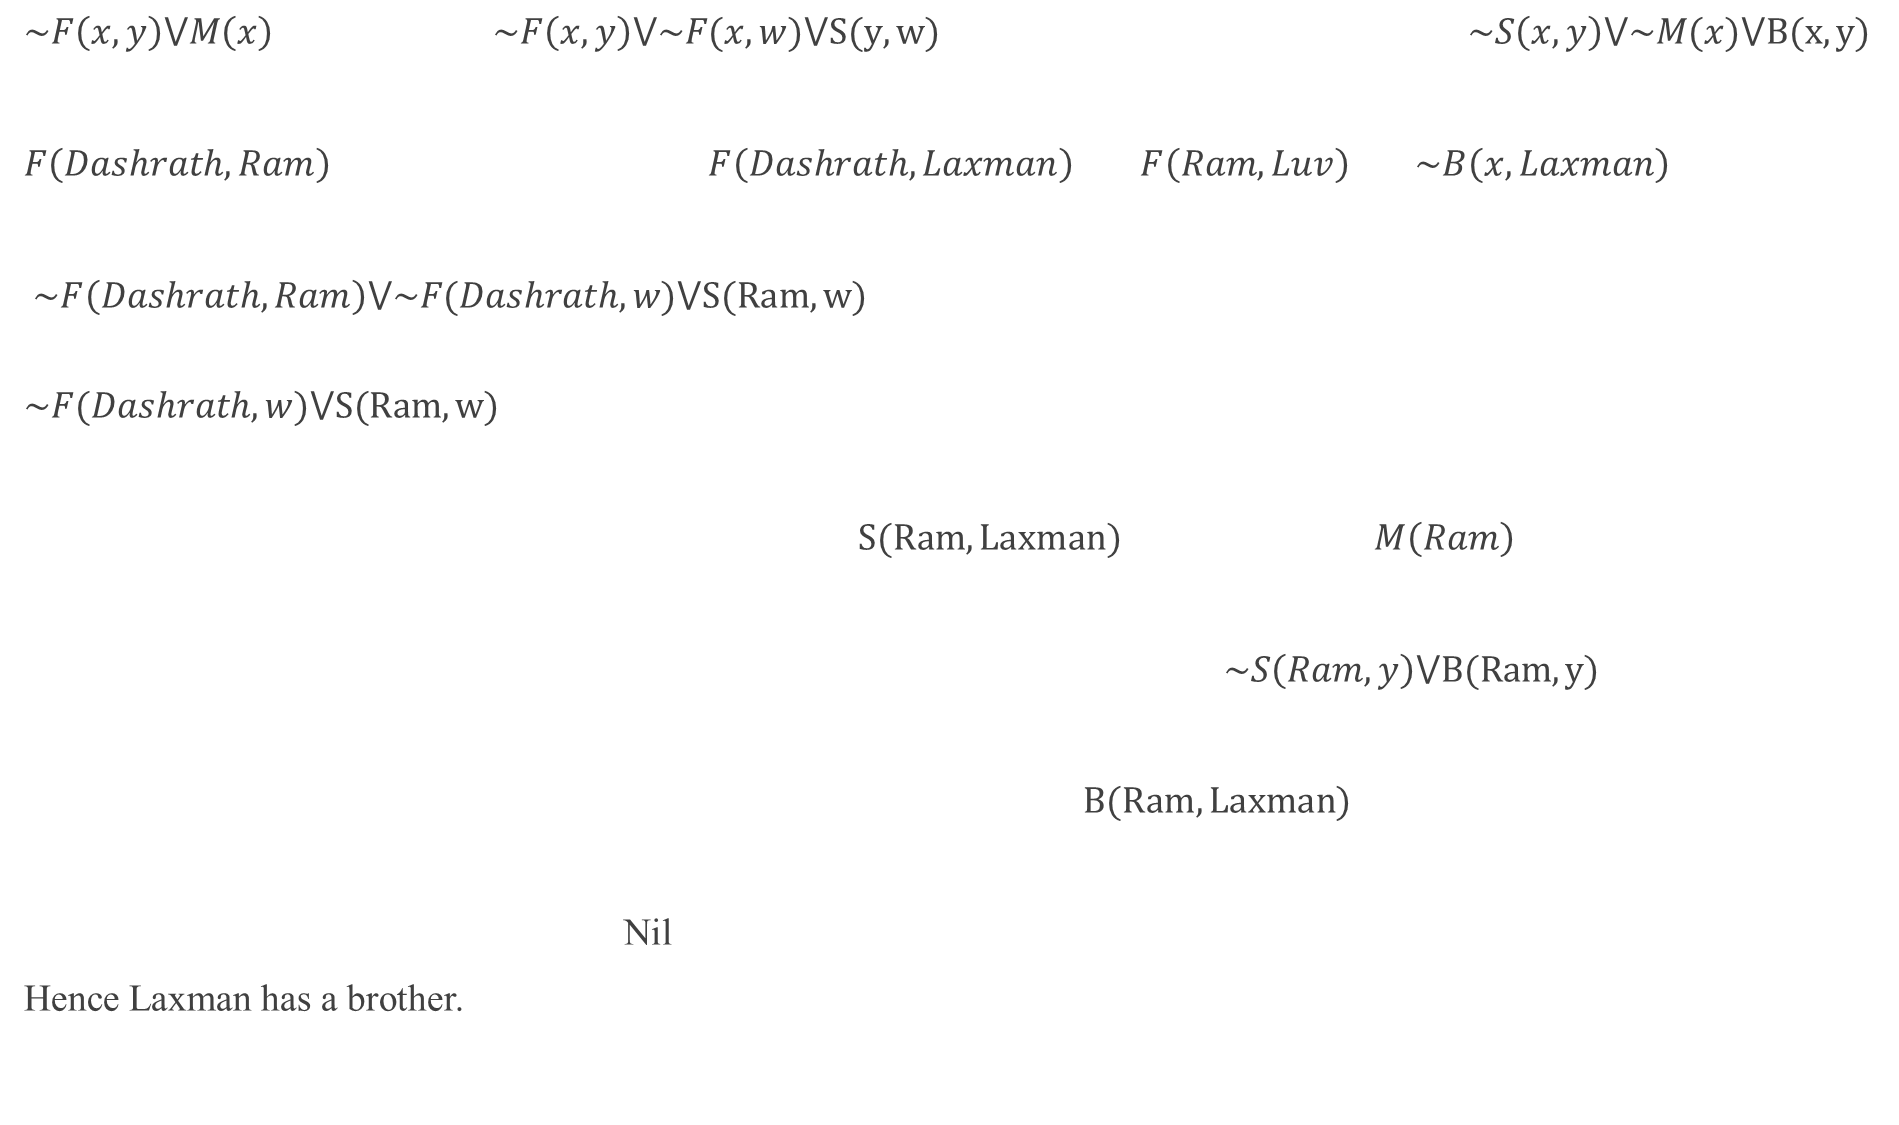 ~F(x, y)⋁M(x) ~F(x, y)⋁~F(x, w)⋁S(y, w) ~S(x, y)⋁~M(x)⋁B(x, y)
F(Dashrath, Ram) F(Dashrath, Laxman) F(Ram, Luv) ~B(x, Laxman)
~F(Dashrath, Ram)⋁~F(Dashrath, w)⋁S(Ram, w)
~F(Dashrath, w)⋁S(Ram, w)
S(Ram, Laxman) M(Ram)
~S(Ram, y)⋁B(Ram, y)
B(Ram, Laxman)
Nil
Hence Laxman has a brother.